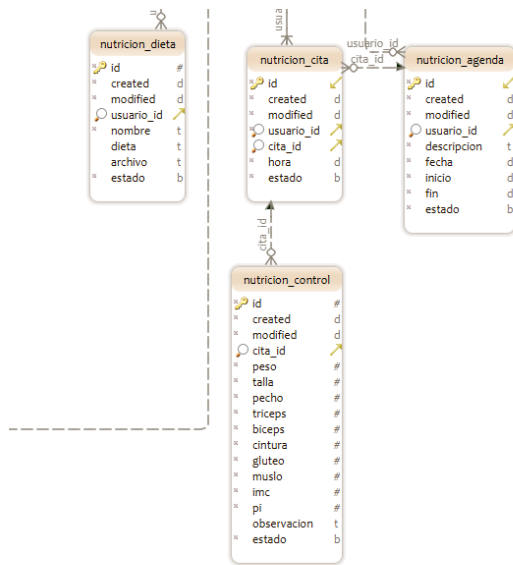 usua
usuario_id
cita_id
nutricion_dieta
id #
created d
modified d
usuario_id
nombre t
dieta t
archivo t
estado b
nutricion_cita
id
created d
modified d
usuario_id
cita_id
hora d
estado b
nutricion_agenda
id
created d
modified d
usuario_id
descripcion t
fecha d
inicio d
fin d
estado b
cita_id
nutricion_control
id #
created d
modified d
cita_id
peso #
talla #
pecho #
triceps #
biceps #
cintura #
gluteo #
muslo #
imc #
pi #
observacion t
estado b